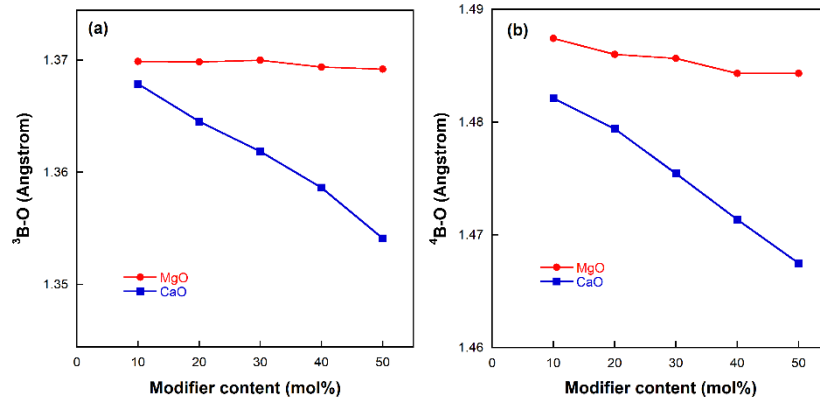 (a)
1.37
1.36
1.35
³B-O (Angstrom)
MgO
CaO
0 10 20 30 40 50
Modifier content (mol%)
(b)
1.49
1.48
1.47
1.46
⁴B-O (Angstrom)
MgO
CaO
0 10 20 30 40 50
Modifier content (mol%)